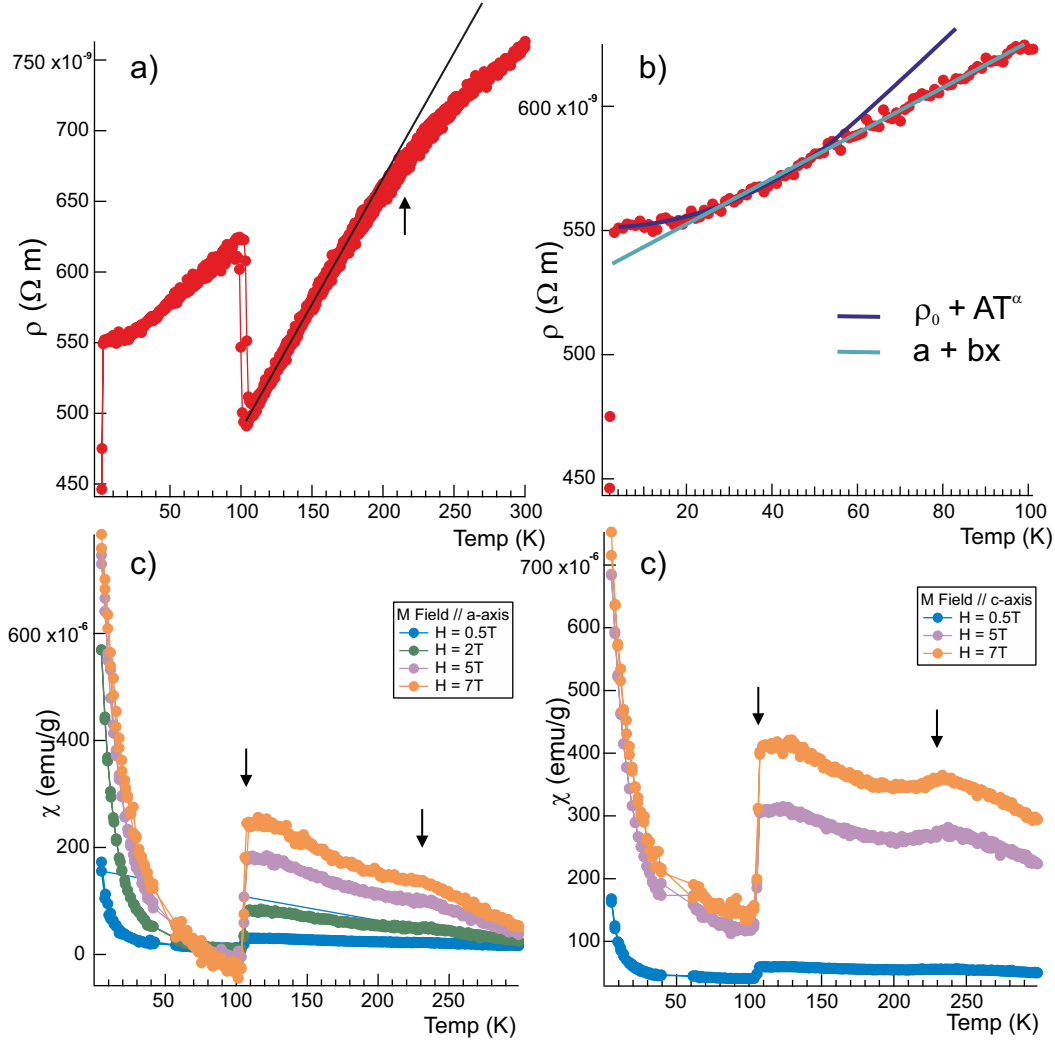 a)
750 x10⁻⁹
700
650
600
550
500
450
ρ (Ω m)
50
100
150
200
250
300
Temp (K)
b)
600 x10⁻⁹
550
500
450
ρ (Ω m)
ρ₀ + ATᵅ
a + bx
20
40
60
80
100
Temp (K)
c)
600 x10⁻⁶
400
200
0
χ (emu/g)
M Field // a-axis
H = 0.5T
H = 2T
H = 5T
H = 7T
50
100
150
200
250
Temp (K)
c)
700 x10⁻⁶
600
500
400
300
200
100
χ (emu/g)
M Field // c-axis
H = 0.5T
H = 5T
H = 7T
50
100
150
200
250
Temp (K)